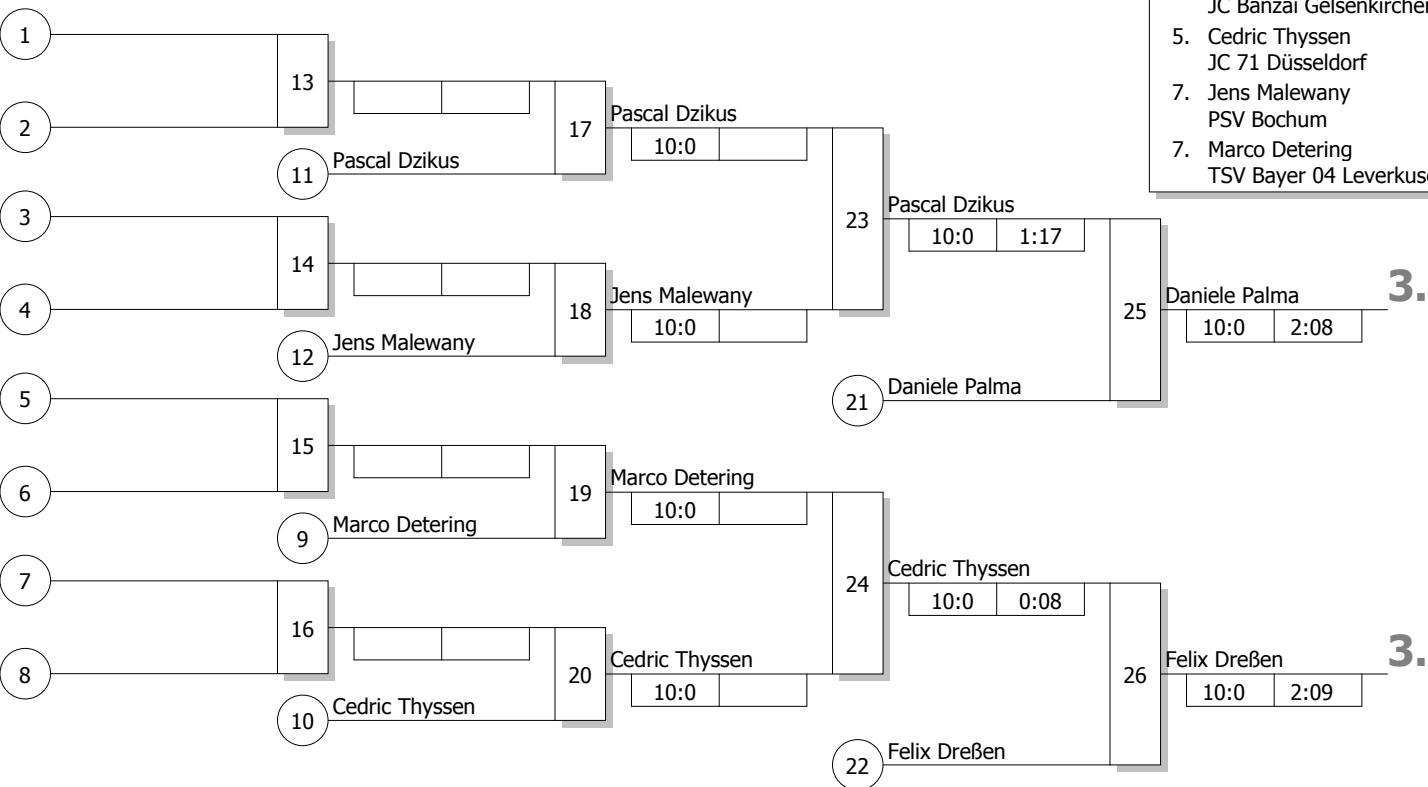 JC Banzai Gelsenkirchen
5. Cedric Thyssen
JC 71 Düsseldorf
7. Jens Malewany
PSV Bochum
7. Marco Detering
TSV Bayer 04
1
13
2
17
Pascal Dzikus
10:0
11
Pascal Dzikus
3
23
Pascal Dzikus
10:0 1:17
14
4
18
Jens Malewany
10:0
12
Jens Malewany
25
Daniele Palma
3.
10:0 2:08
5
21
Daniele Palma
15
6
19
Marco Detering
10:0
9
Marco Detering
7
24
Cedric Thyssen
10:0 0:08
16
8
20
Cedric Thyssen
10:0
10
Cedric Thyssen
26
Felix Dreßen
3.
10:0 2:09
22
Felix Dreßen